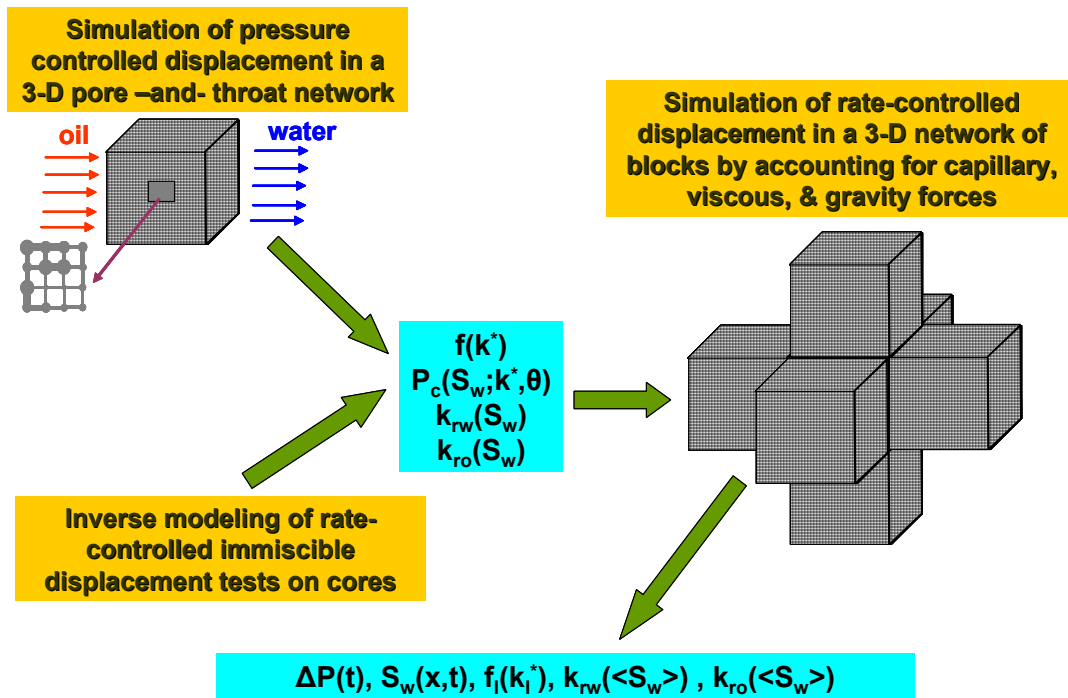 Simulation of pressure
controlled displacement in a
3-D pore –and- throat network
oil
water
Simulation of rate-controlled
displacement in a 3-D network of
blocks by accounting for capillary,
viscous, & gravity forces
f(k*)
Pc(Sw;k*,θ)
krw(Sw)
kro(Sw)
Inverse modeling of rate-
controlled immiscible
displacement tests on cores
ΔP(t), Sw(x,t), fl(kl*), krw(<Sw>) , kro(<Sw>)